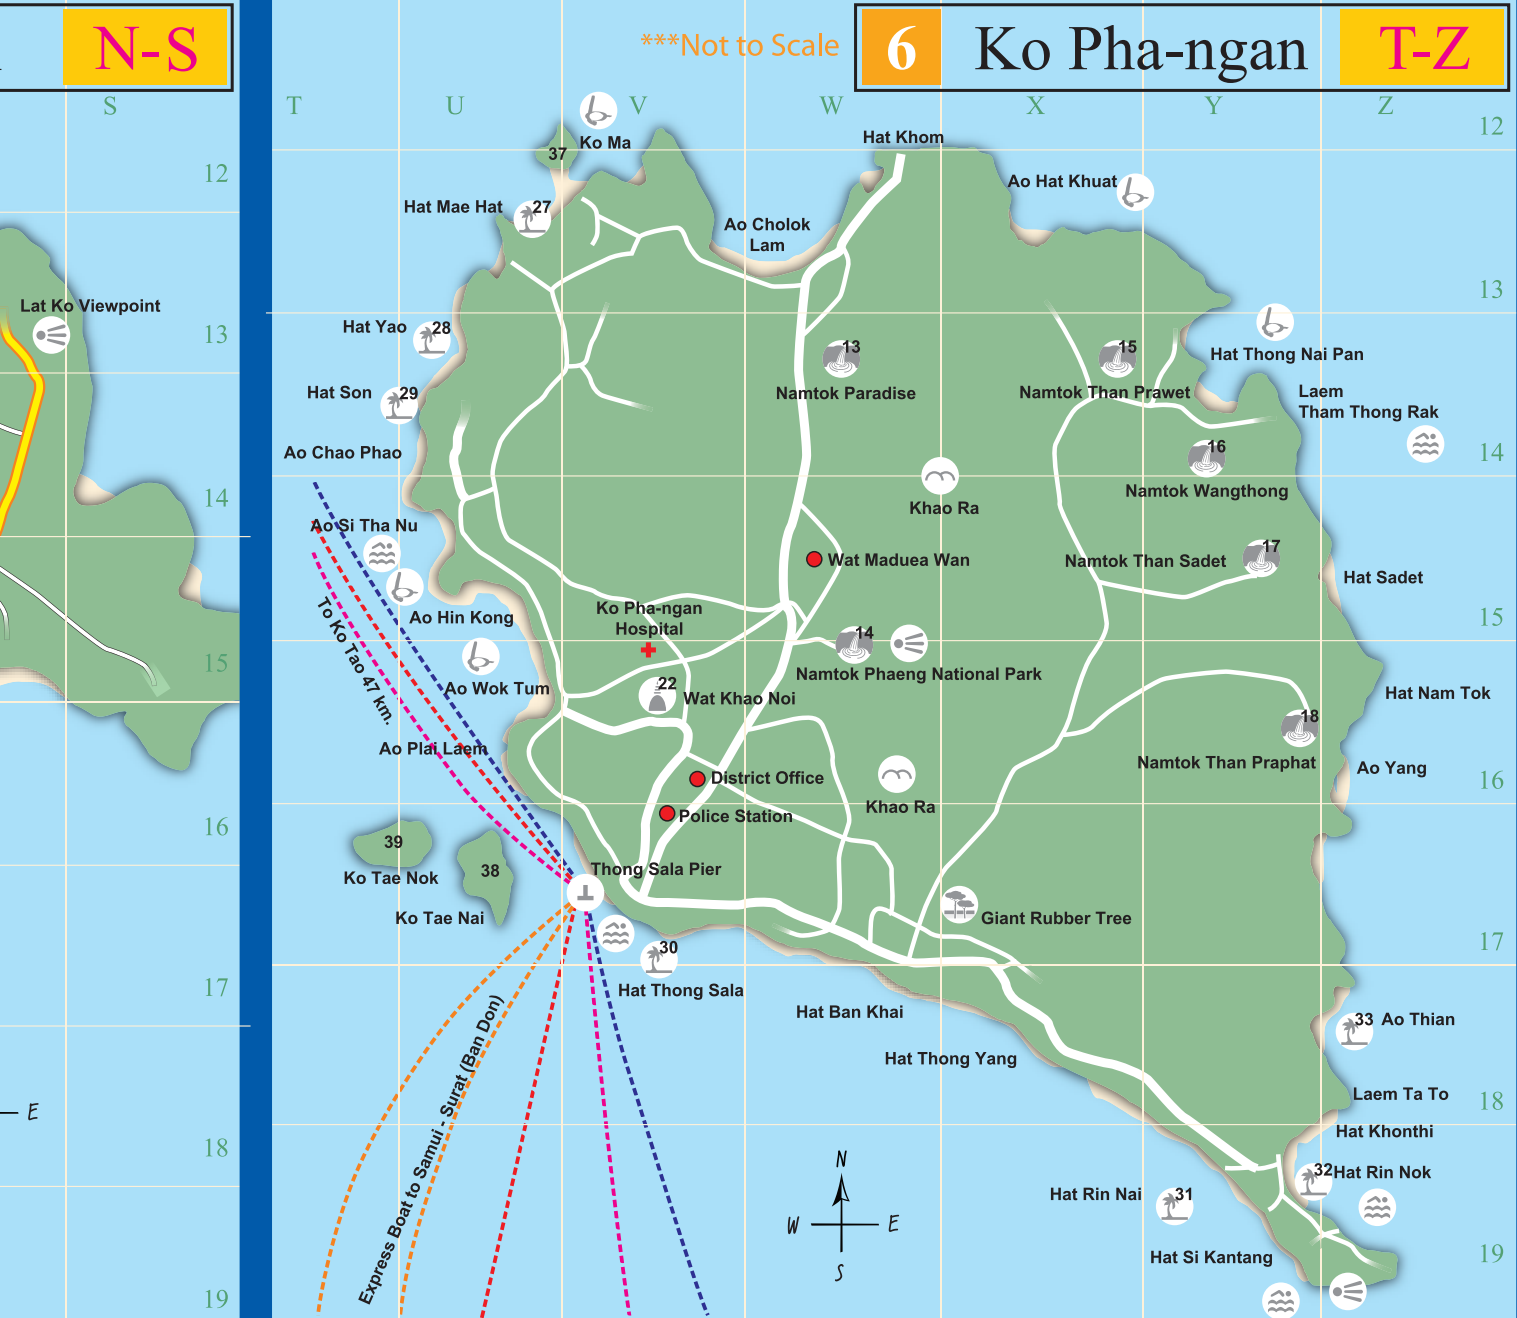 N-S
***Not to Scale
6
Ko Pha-ngan
T-Z
S
T
U
V
W
X
Y
Z
12
12
Ko Ma
37
Hat Khom
Hat Mae Hat
27
Ao Hat Khuat
Ao Cholok
Lam
13
Lat Ko Viewpoint
13
Hat Yao
28
13
Namtok Paradise
15
Namtok Than Prawet
Hat Thong Nai Pan
Hat Son
29
Laem
Tham Thong Rak
Ao Chao Phao
14
14
16
Namtok Wangthong
Khao Ra
Ao Si Tha Nu
Wat Maduea Wan
17
Namtok Than Sadet
Hat Sadet
Ao Hin Kong
Ko Pha-ngan
Hospital
15
15
To Ko Tao 47 km.
14
Namtok Phaeng National Park
Ao Wok Tum
22
Wat Khao Noi
Hat Nam Tok
18
Namtok Than Praphat
Ao Plai Laem
District Office
Khao Ra
Ao Yang
16
16
Police Station
39
Ko Tae Nok
38
Ko Tae Nai
Thong Sala Pier
Giant Rubber Tree
17
17
30
Hat Thong Sala
Hat Ban Khai
33
Ao Thian
Hat Thong Yang
Express Boat to Samui - Surat (Ban Don)
E
Laem Ta To
18
18
Hat Khonthi
N
W
E
S
Hat Rin Nai
31
32
Hat Rin Nok
Hat Si Kantang
19
19